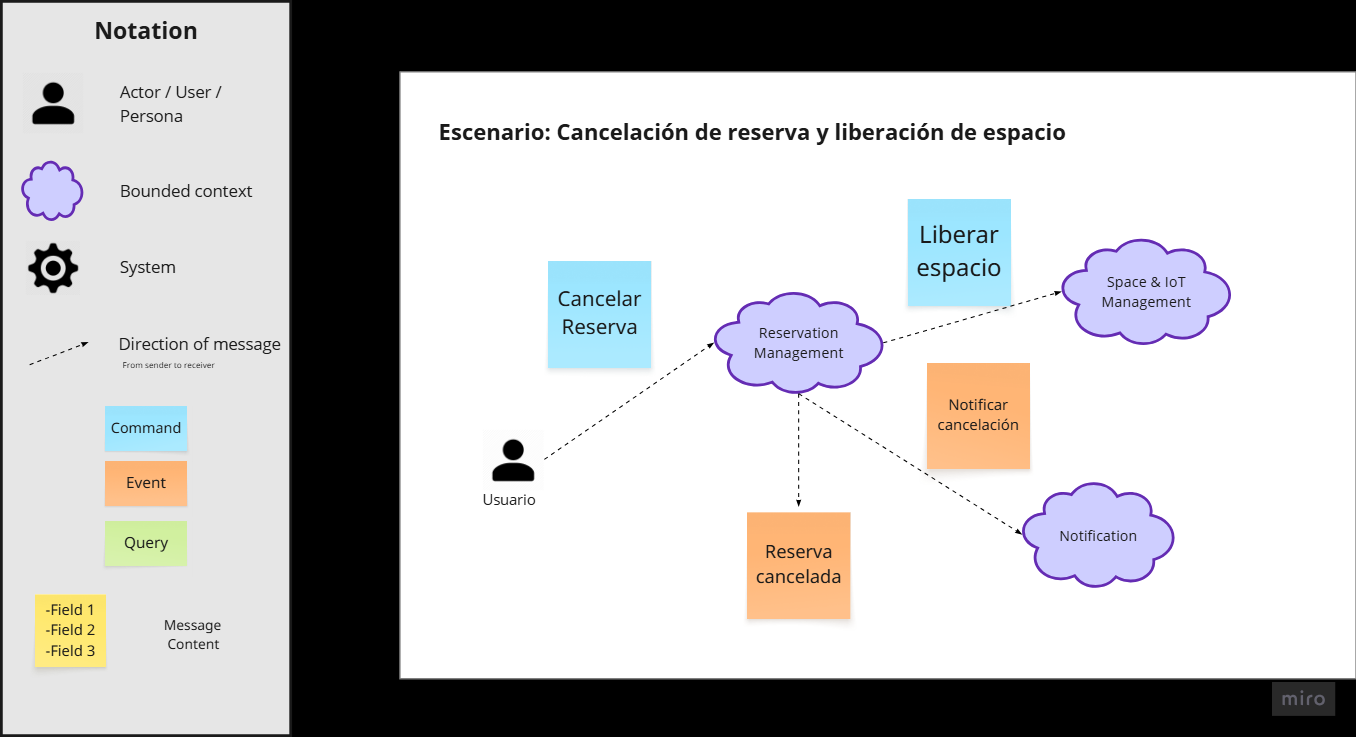 Notation
Actor / User /
Persona
Bounded context
System
Direction of message
From sender to receiver
Command
Event
Query
-Field 1
-Field 2
-Field 3
Message
Content
Escenario: Cancelación de reserva y liberación de espacio
Liberar
espacio
Cancelar
Reserva
Space & IoT
Management
Reservation
Management
Notificar
cancelación
Usuario
Reserva
cancelada
Notification
miro